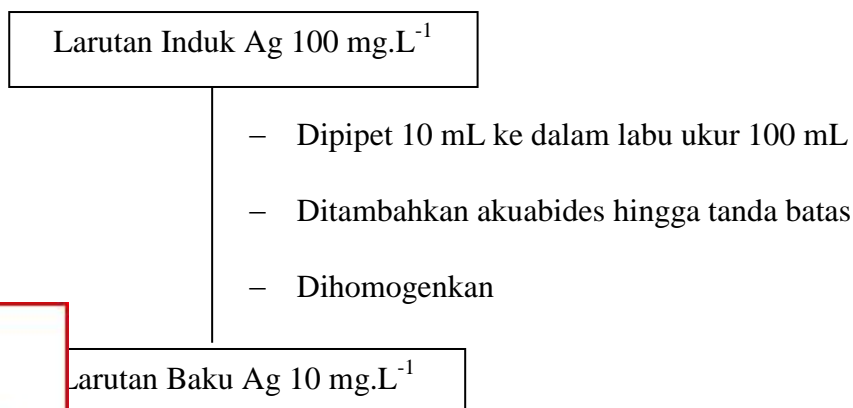 Larutan Induk Ag 100 mg.L-1
– Dipipet 10 mL ke dalam labu ukur 100 mL
– Ditambahkan akuabides hingga tanda batas
– Dihomogenkan
Larutan Baku Ag 10 mg.L-1